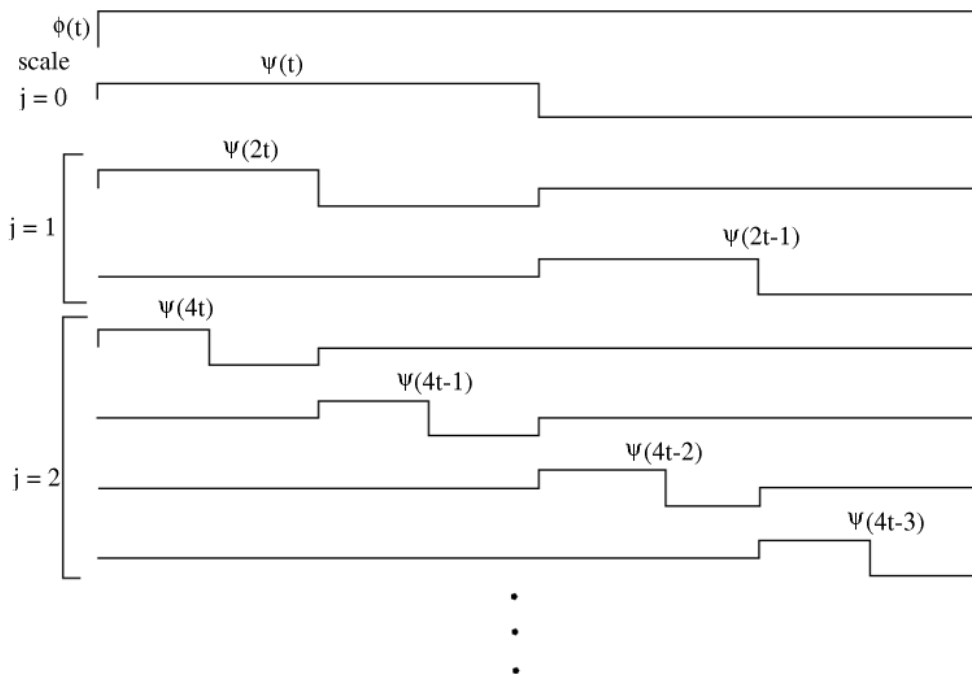 ϕ(t)
scale
ψ(t)
j = 0
ψ(2t)
j = 1
ψ(2t-1)
ψ(4t)
ψ(4t-1)
ψ(4t-2)
j = 2
ψ(4t-3)